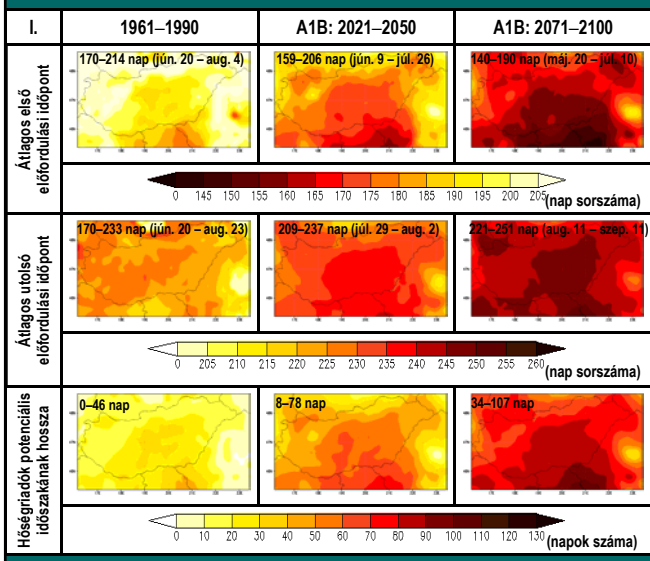 I. 1961–1990 A1B: 2021–2050 A1B: 2071–2100
Átlagos első
előfordulási időpont
170–214 nap (jún. 20 – aug. 4) 159–206 nap (jún. 9 – júl. 26) 140–190 nap (máj. 20 – júl. 10)
0 145 150 155 160 165 170 175 180 185 190 195 200 205
(nap sorszáma)
Átlagos utolsó
előfordulási időpont
170–233 nap (jún. 20 – aug. 23) 209–237 nap (júl. 29 – aug. 2) 221–251 nap (aug. 11 – szep. 11)
0 205 210 215 220 225 230 235 240 245 250 255 260
(nap sorszáma)
Hőségriadók potenciális
időszakának hossza
0–46 nap 8–78 nap 34–107 nap
0 10 20 30 40 50 60 70 80 90 100 110 120 130
(napok száma)